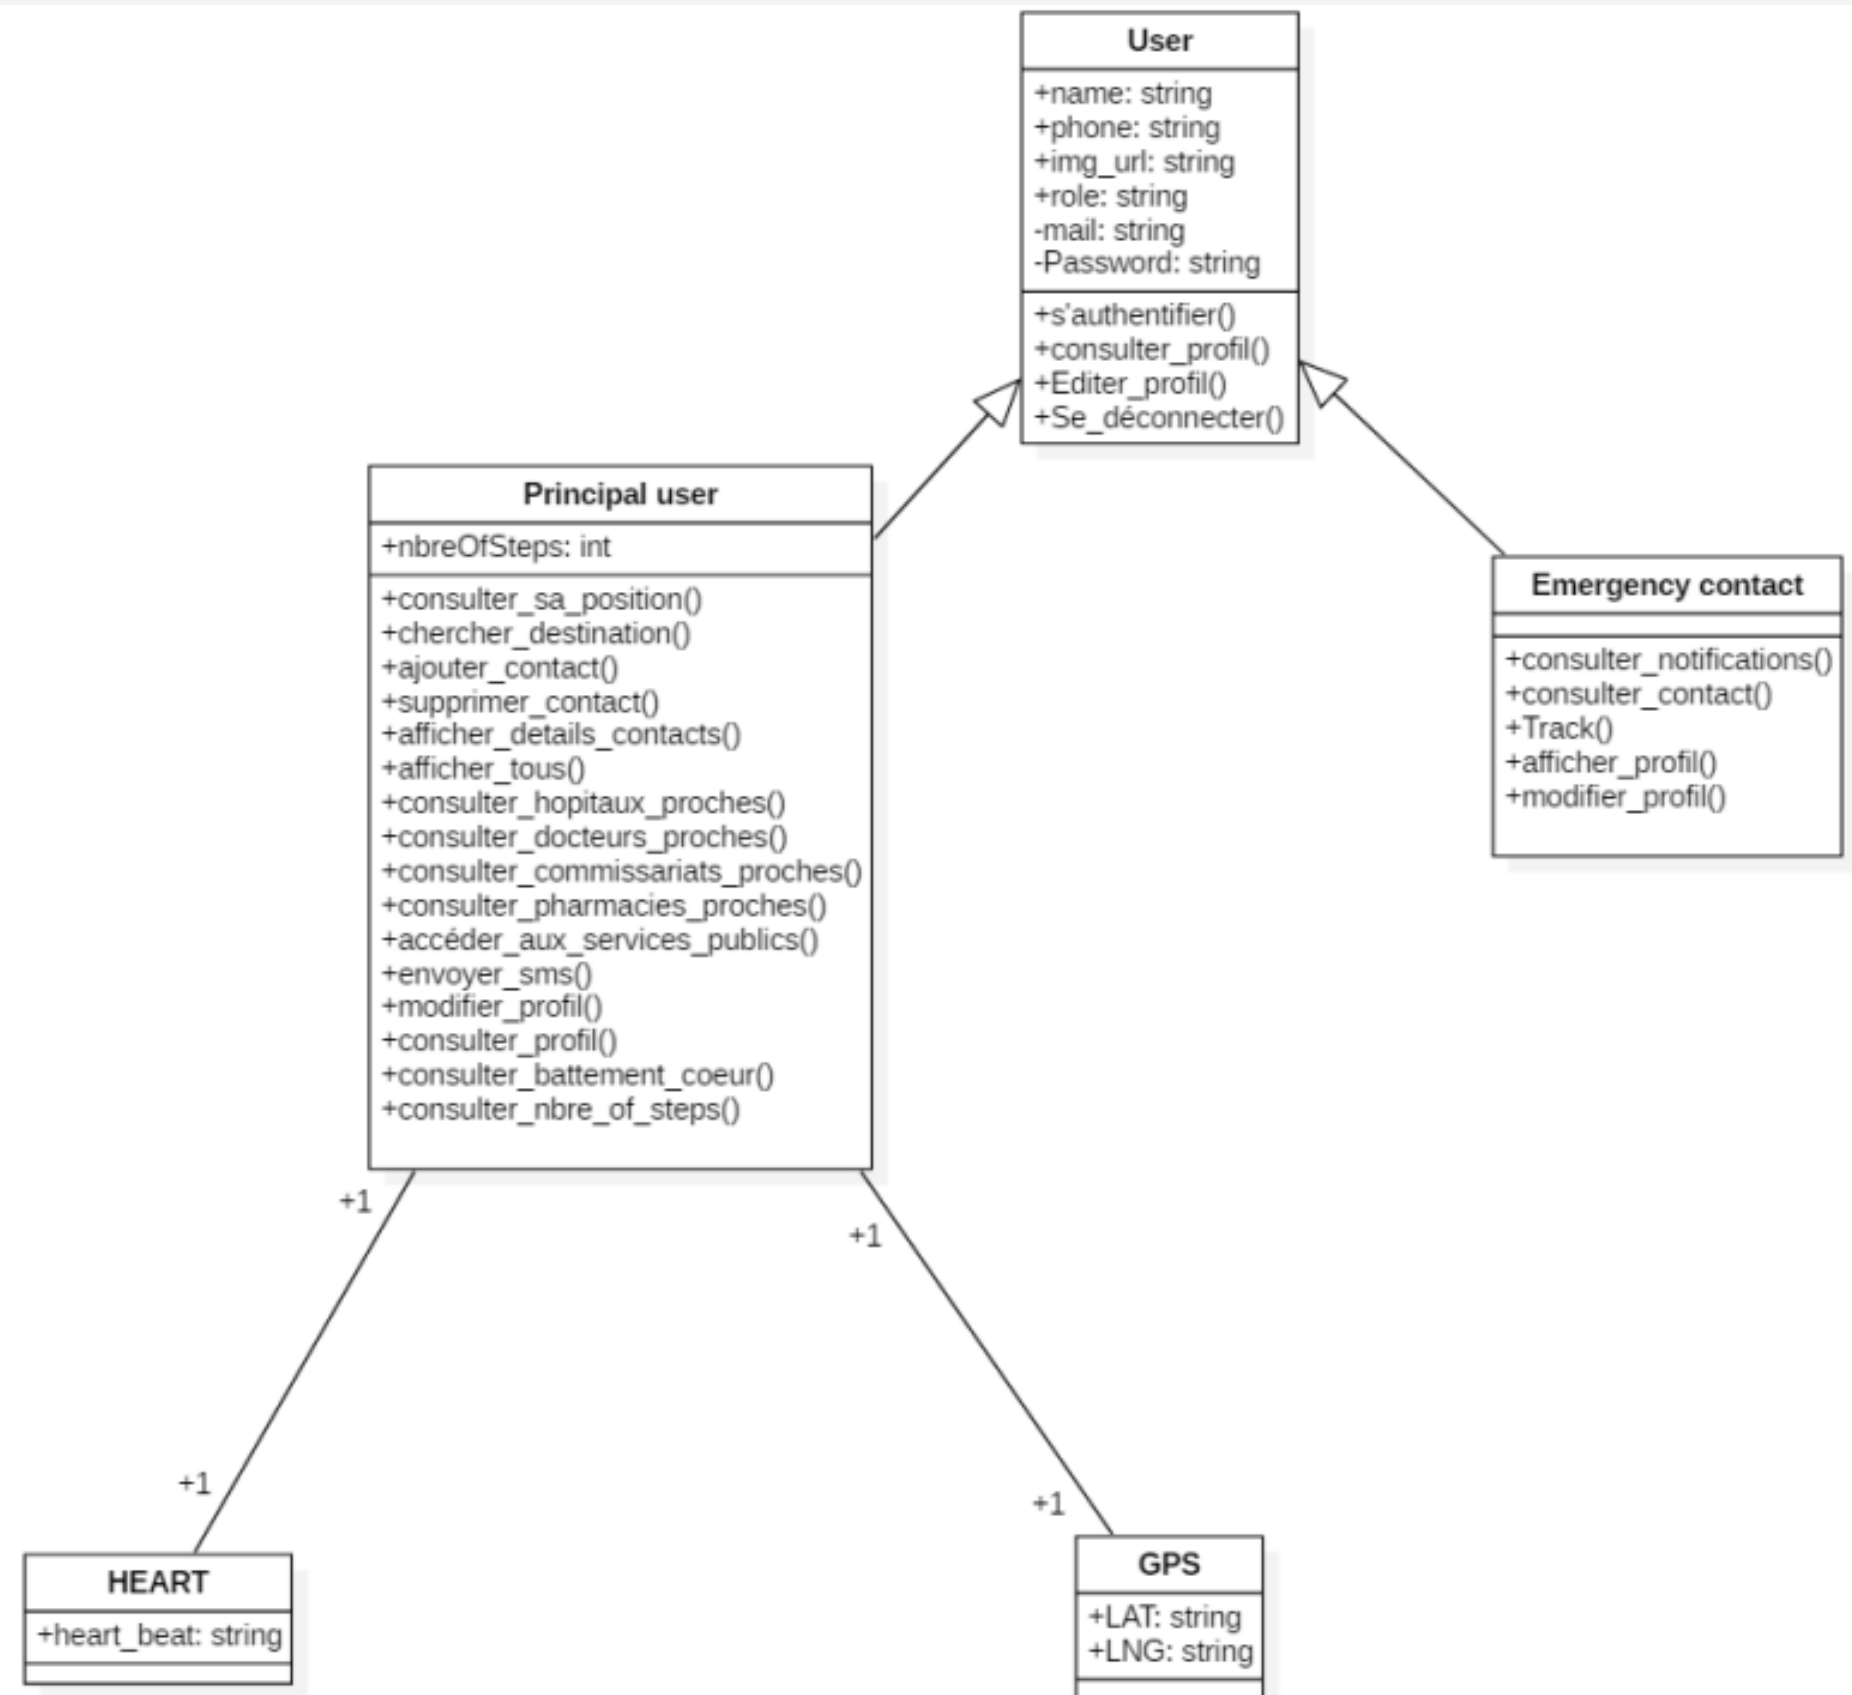 User
+name: string
+phone: string
+img_url: string
+role: string
-mail: string
-Password: string
+s'authentifier()
+consulter_profil()
+Editer_profil()
+Se_déconnecter()
Principal user
+nbreOfSteps: int
+consulter_sa_position()
+chercher_destination()
+ajouter_contact()
+supprimer_contact()
+afficher_details_contacts()
+afficher_tous()
+consulter_hopitaux_proches()
+consulter_docteurs_proches()
+consulter_commissariats_proches()
+consulter_pharmacies_proches()
+accéder_aux_services_publics()
+envoyer_sms()
+modifier_profil()
+consulter_profil()
+consulter_battement_coeur()
+consulter_nbre_of_steps()
Emergency contact
+consulter_notifications()
+consulter_contact()
+Track()
+afficher_profil()
+modifier_profil()
+1
+1
+1
+1
HEART
+heart_beat: string
GPS
+LAT: string
+LNG: string